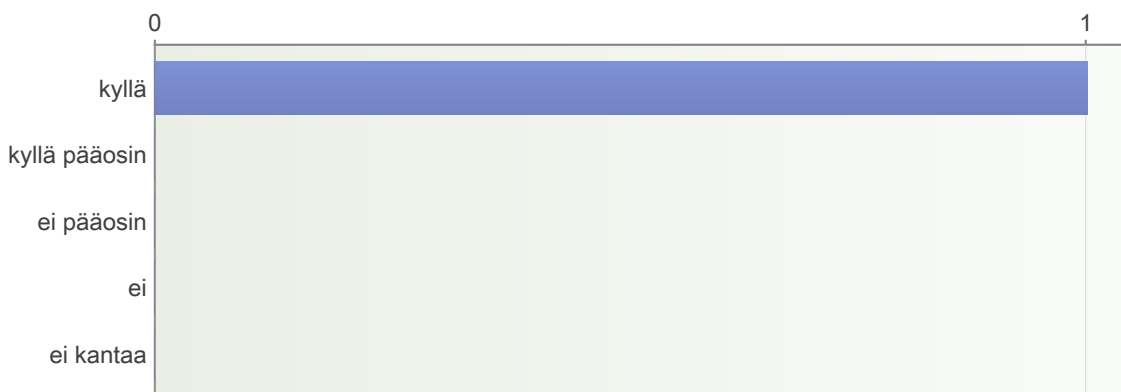 0 1
kyllä
kyllä pääosin
ei pääosin
ei
ei kantaa